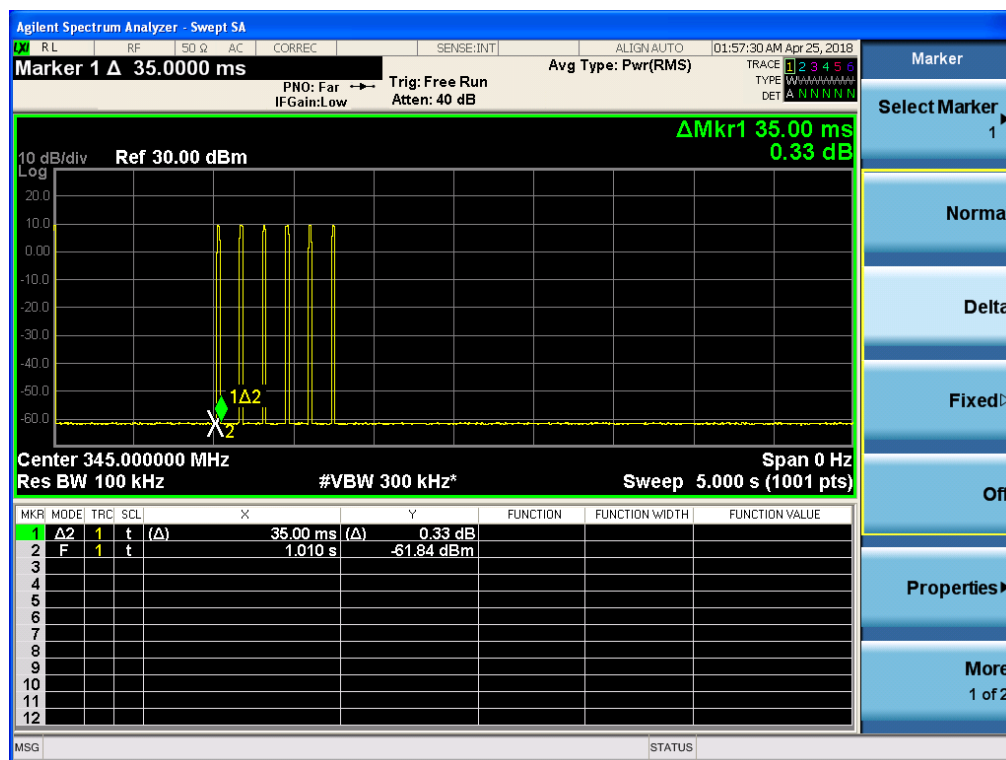 Agilent Spectrum Analyzer - Swept SA
LXI RL RF 50 Ω AC CORREC SENSE:INT ALIGN AUTO 01:57:30 AM Apr 25, 2018
Marker 1 Δ 35.0000 ms
PNO: Far
IFGain:Low
Trig: Free Run
Atten: 40 dB
Avg Type: Pwr(RMS)
TRACE 1 2 3 4 5 6
TYPE
DET A N N N N N
ΔMkr1 35.00 ms
0.33 dB
10 dB/div Ref 30.00 dBm
Log
20.0
10.0
0.00
-10.0
-20.0
-30.0
-40.0
-50.0
-60.0
1Δ2
X2
Center 345.000000 MHz Span 0 Hz
Res BW 100 kHz #VBW 300 kHz* Sweep 5.000 s (1001 pts)
MKR MODE TRC SCL X Y FUNCTION FUNCTION WIDTH FUNCTION VALUE
1 Δ2 1 t (Δ) 35.00 ms (Δ) 0.33 dB
2 F 1 t 1.010 s -61.84 dBm
3
4
5
6
7
8
9
10
11
12
MSG STATUS
Marker
Select Marker
1
Norma
Delta
Fixed
Off
Properties
More
1 of 2